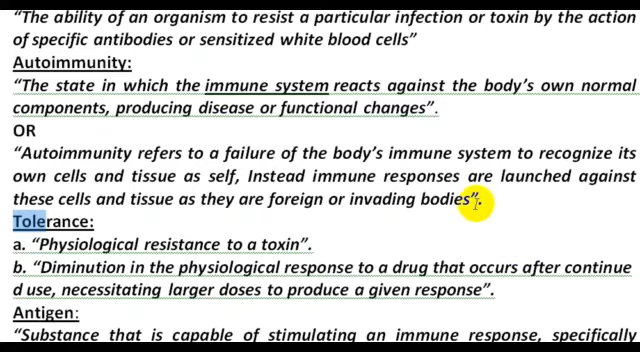 “The ability of an organism to resist a particular infection or toxin by the action
of specific antibodies or sensitized white blood cells”
Autoimmunity:
“The state in which the immune system reacts against the body’s own normal
components, producing disease or functional changes”.
OR
“Autoimmunity refers to a failure of the body’s immune system to recognize its
own cells and tissue as self, Instead immune responses are launched against
these cells and tissue as they are foreign or invading bodies”.
Tolerance:
a. “Physiological resistance to a toxin”.
b. “Diminution in the physiological response to a drug that occurs after continue
d use, necessitating larger doses to produce a given response”.
Antigen:
“Substance that is capable of stimulating an immune response, specifically